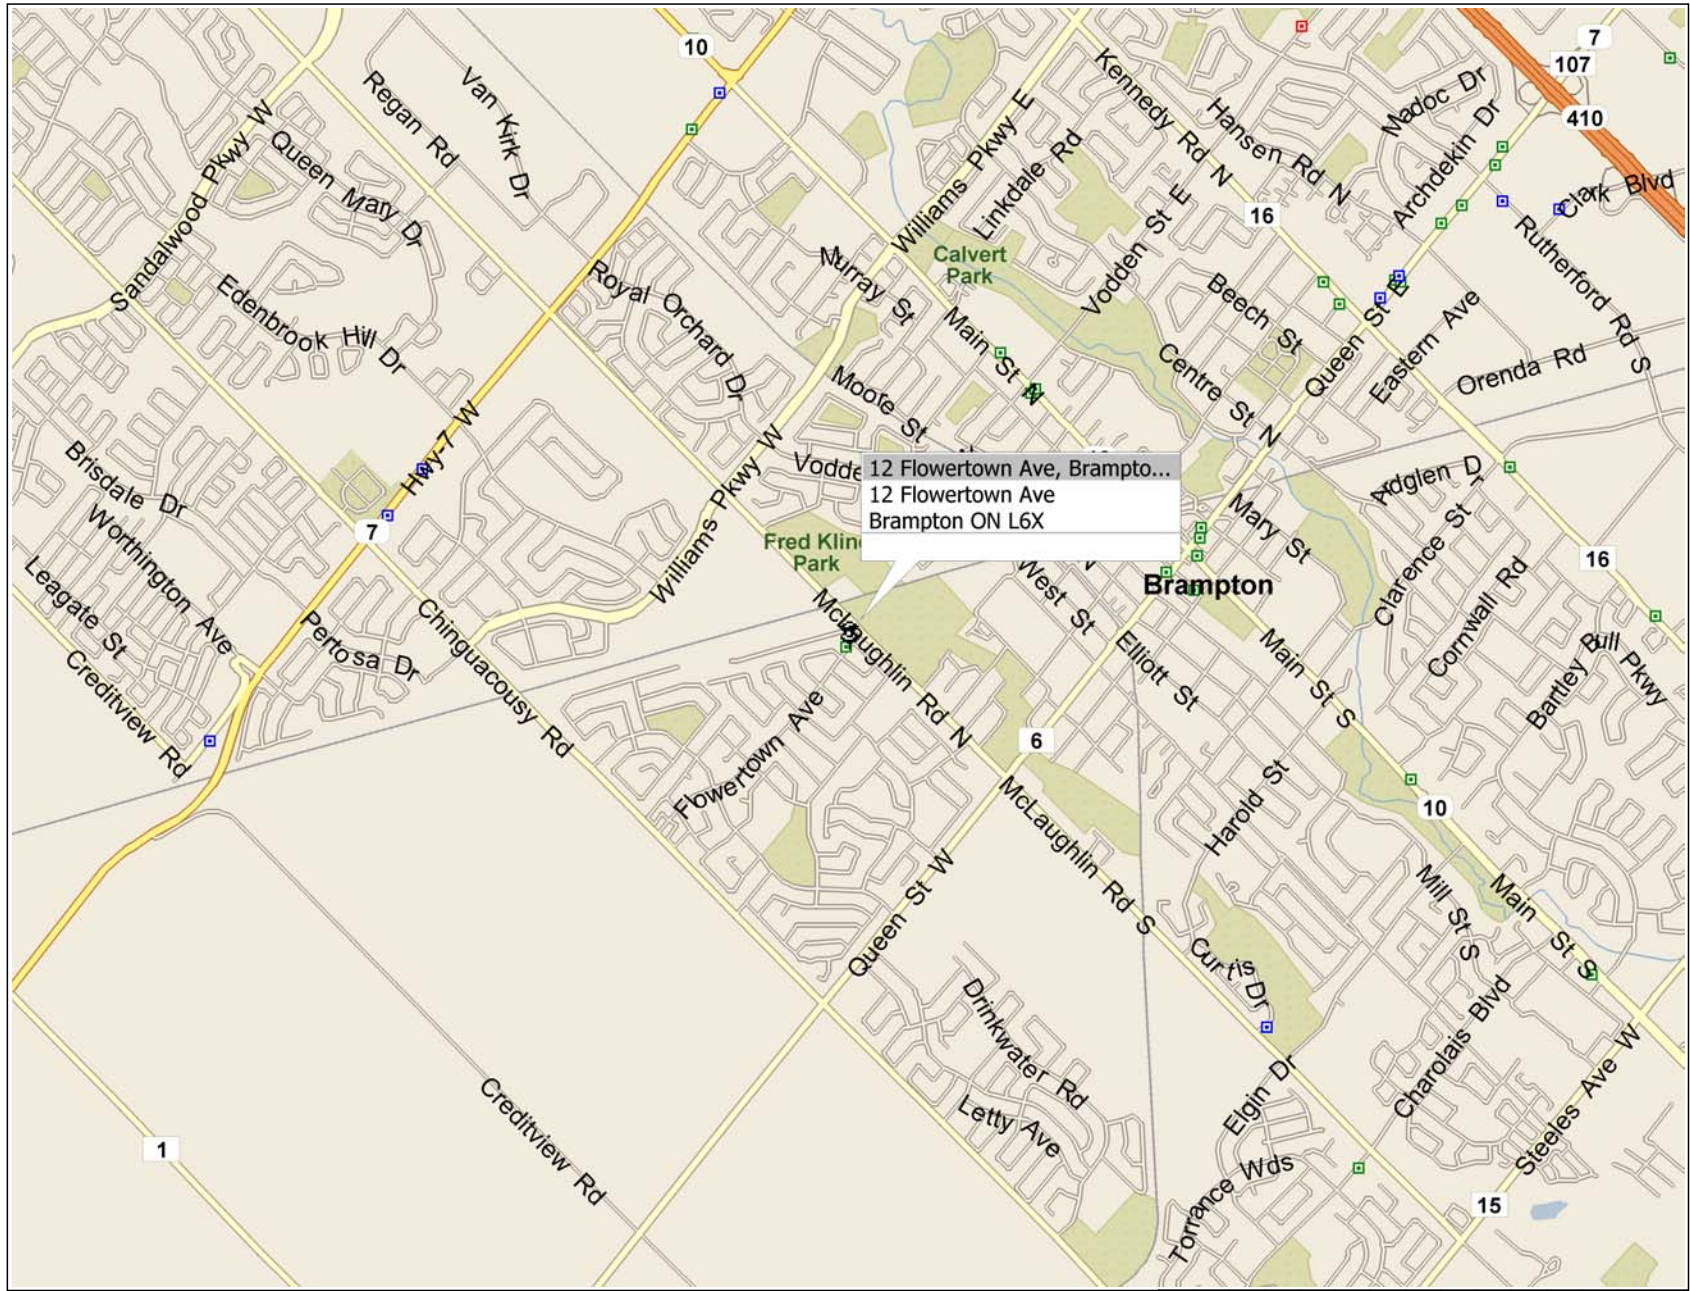 10
7
107
410
Kennedy Rd N
Hansen Rd N
Madoc Dr
Archdekin Dr
Clark Blvd
Regan Rd
Van Kirk Dr
Sandalwood Pkwy W
Queen Mary Dr
Williams Pkwy E
Linkdale Rd
Vodden St E
16
Rutherford Rd S
Calvert
Park
Murray St
Royal Orchard Dr
Edenbrook Hill Dr
Main St N
Beech St
Queen St E
Eastern Ave
Centre St N
Orenda Rd
Moore St
Hwy-7 W
Williams Pkwy W
Brisdale Dr
Vodde
12 Flowertown Ave, Brampto...
12 Flowertown Ave
Brampton ON L6X
Ardglen Dr
Mary St
Clarence St
7
Worthington Ave
Leagate St
Fred Kline
Park
West St
Brampton
16
Cornwall Rd
Pertosa Dr
Chinguacousy Rd
McLaughlin Rd N
Elliott St
Main St S
Bartley Bull Pkwy
Creditview Rd
Flowertown Ave
6
McLaughlin Rd S
Harold St
10
Queen St W
Mill St S
Main St S
Curtis Dr
Drinkwater Rd
Charolais Blvd
Letty Ave
Elgin Dr
Steeles Ave W
Creditview Rd
1
Torrance Wds
15